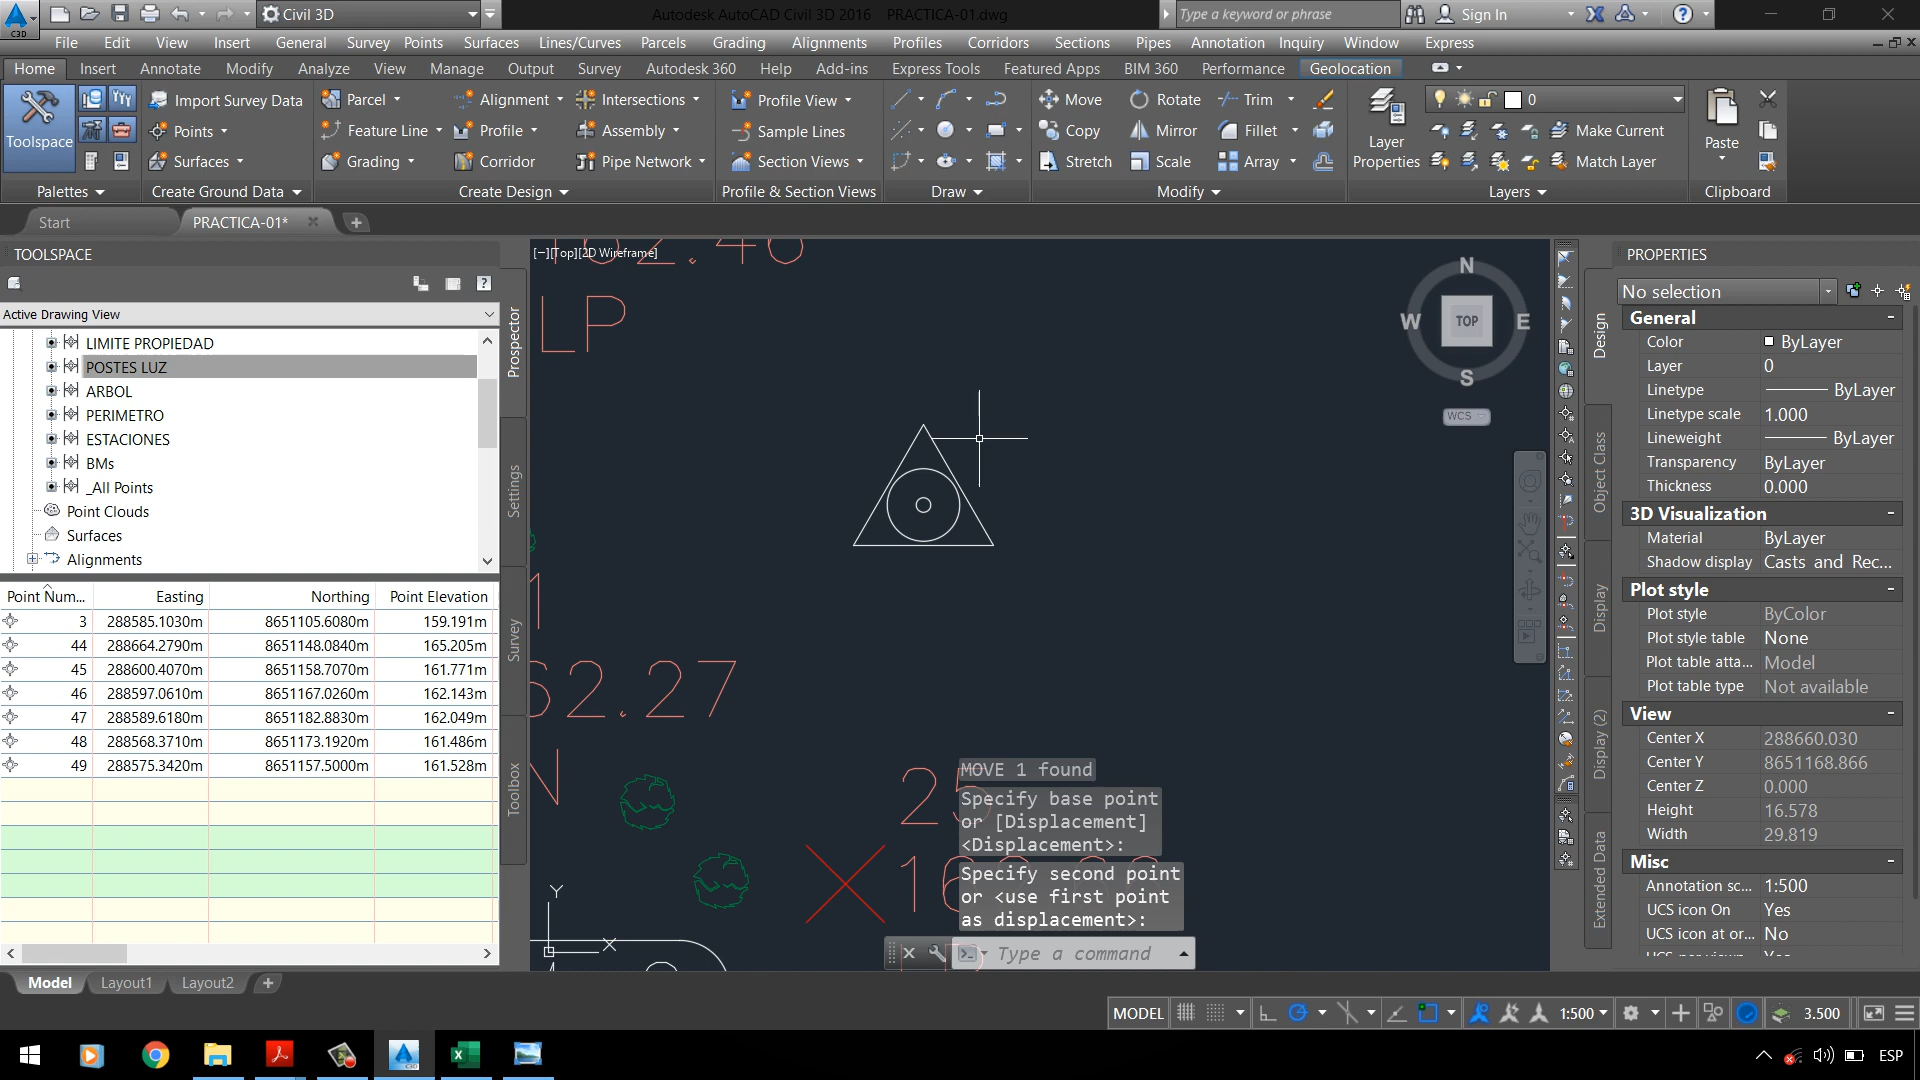 C3D
Civil 3D
Autodesk AutoCAD Civil 3D 2016 PRACTICA-01.dwg
Type a keyword or phrase
Sign In
File Edit View Insert General Survey Points Surfaces Lines/Curves Parcels Grading Alignments Profiles Corridors Sections Pipes Annotation Inquiry Window Express
Home Insert Annotate Modify Analyze View Manage Output Survey Autodesk 360 Help Add-ins Express Tools Featured Apps BIM 360 Performance Geolocation
Toolspace
Palettes
Import Survey Data
Points
Surfaces
Create Ground Data
Parcel
Feature Line
Grading
Alignment
Profile
Corridor
Intersections
Assembly
Pipe Network
Create Design
Profile View
Sample Lines
Section Views
Profile & Section Views
Draw
Move
Copy
Stretch
Rotate
Mirror
Scale
Trim
Fillet
Array
Modify
Layer
Properties
0
Make Current
Match Layer
Layers
Paste
Clipboard
Start
PRACTICA-01*
TOOLSPACE
Active Drawing View
LIMITE PROPIEDAD
POSTES LUZ
ARBOL
PERIMETRO
ESTACIONES
BMs
_All Points
Point Clouds
Surfaces
Alignments
Prospector
Settings
Survey
Toolbox
Point Num... Easting Northing Point Elevation
3 288585.1030m 8651105.6080m 159.191m
44 288664.2790m 8651148.0840m 165.205m
45 288600.4070m 8651158.7070m 161.771m
46 288597.0610m 8651167.0260m 162.143m
47 288589.6180m 8651182.8830m 162.049m
48 288568.3710m 8651173.1920m 161.486m
49 288575.3420m 8651157.5000m 161.528m
[−][Top][2D Wireframe]
LP
1
62.27
N
25
N
W TOP E
S
WCS
Y
X
MOVE 1 found
Specify base point
or [Displacement]
<Displacement>:
Specify second point
or <use first point
as displacement>:
Type a command
PROPERTIES
No selection
Design
Object Class
Display
Display (2)
Extended Data
General
Color ByLayer
Layer 0
Linetype ByLayer
Linetype scale 1.000
Lineweight ByLayer
Transparency ByLayer
Thickness 0.000
3D Visualization
Material ByLayer
Shadow display Casts and Rec...
Plot style
Plot style ByColor
Plot style table None
Plot table atta... Model
Plot table type Not available
View
Center X 288660.030
Center Y 8651168.866
Center Z 0.000
Height 16.578
Width 29.819
Misc
Annotation sc... 1:500
UCS icon On Yes
UCS icon at or... No
Model Layout1 Layout2
MODEL
1:500
3.500
ESP